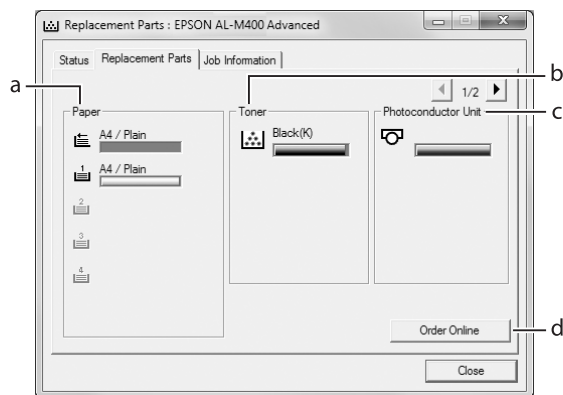 Replacement Parts : EPSON AL-M400 Advanced
Status Replacement Parts Job Information
1/2
a
b
c
Paper
Toner
Photoconductor Unit
A4 / Plain
Black(K)
1
A4 / Plain
2
3
4
Order Online
d
Close